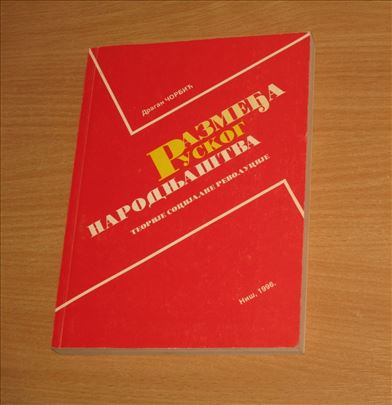 Драган ЧОРБИЋ
РАЗМЕЂА
РУСКОГ
НАРОДЊАШТВА
ТЕОРИЈЕ СОЦИЈАЛНЕ РЕВОЛУЦИЈЕ
Ниш, 1996.